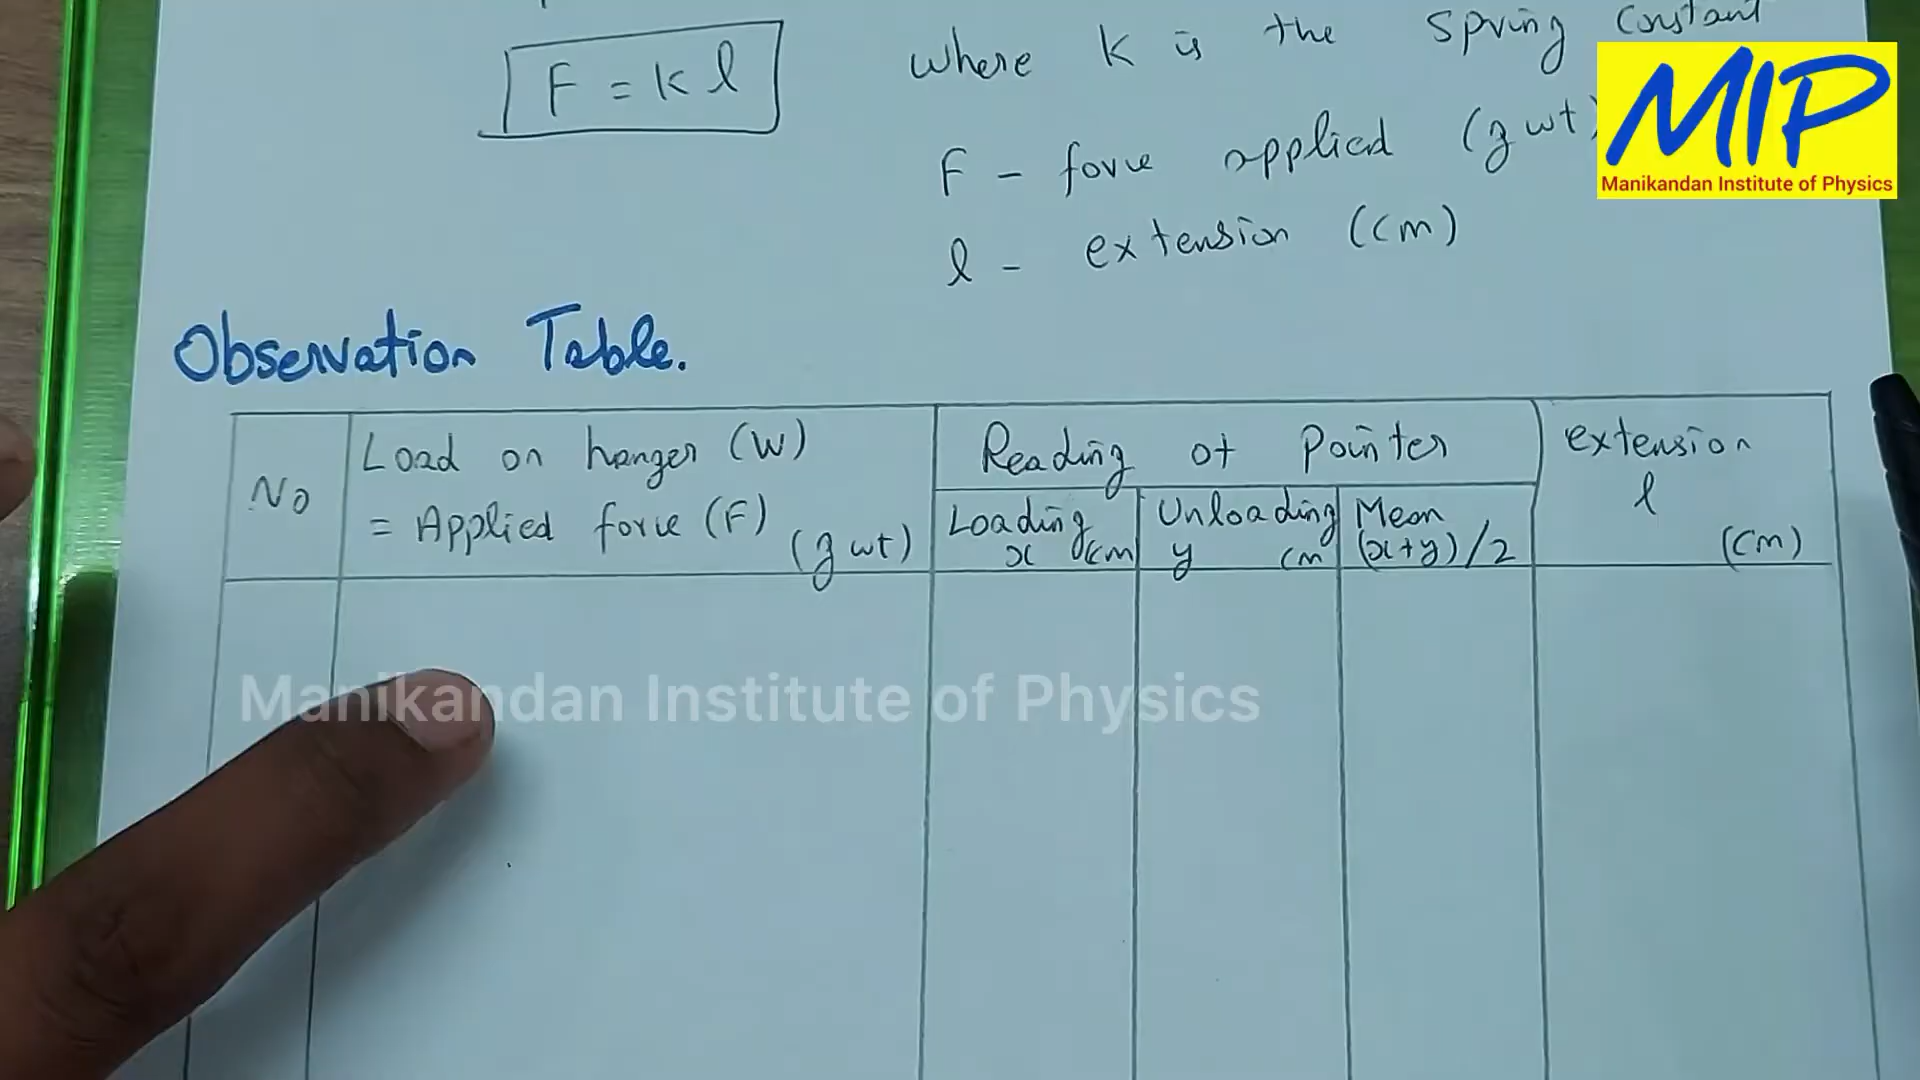 F = k l
where K is the spring constant
F - force applied (g wt)
l - extension (cm)
MIP
Manikandan Institute of Physics
Observation Table.
No
Load on hanger (W)
= Applied force (F) (g wt)
Reading of Pointer
Loading x cm
Unloading y cm
Mean (x+y)/2
extension
l
(cm)
Manikandan Institute of Physics